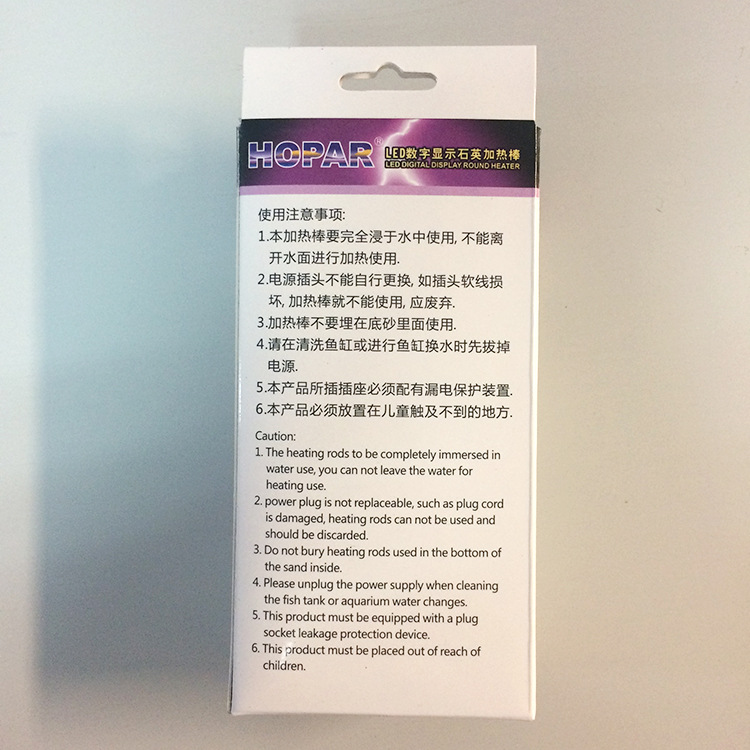 HOPAR® LED数字显示石英加热棒
LED DIGITAL DISPLAY ROUND HEATER
使用注意事项:
1.本加热棒要完全浸于水中使用, 不能离
开水面进行加热使用.
2.电源插头不能自行更换, 如插头软线损
坏, 加热棒就不能使用, 应废弃.
3.加热棒不要埋在底砂里面使用.
4.请在清洗鱼缸或进行鱼缸换水时先拔掉
电源.
5.本产品所插插座必须配有漏电保护装置.
6.本产品必须放置在儿童触及不到的地方.
Caution:
1. The heating rods to be completely immersed in
water use, you can not leave the water for
heating use.
2. power plug is not replaceable, such as plug cord
is damaged, heating rods can not be used and
should be discarded.
3. Do not bury heating rods used in the bottom of
the sand inside.
4. Please unplug the power supply when cleaning
the fish tank or aquarium water changes.
5. This product must be equipped with a plug
socket leakage protection device.
6. This product must be placed out of reach of
children.